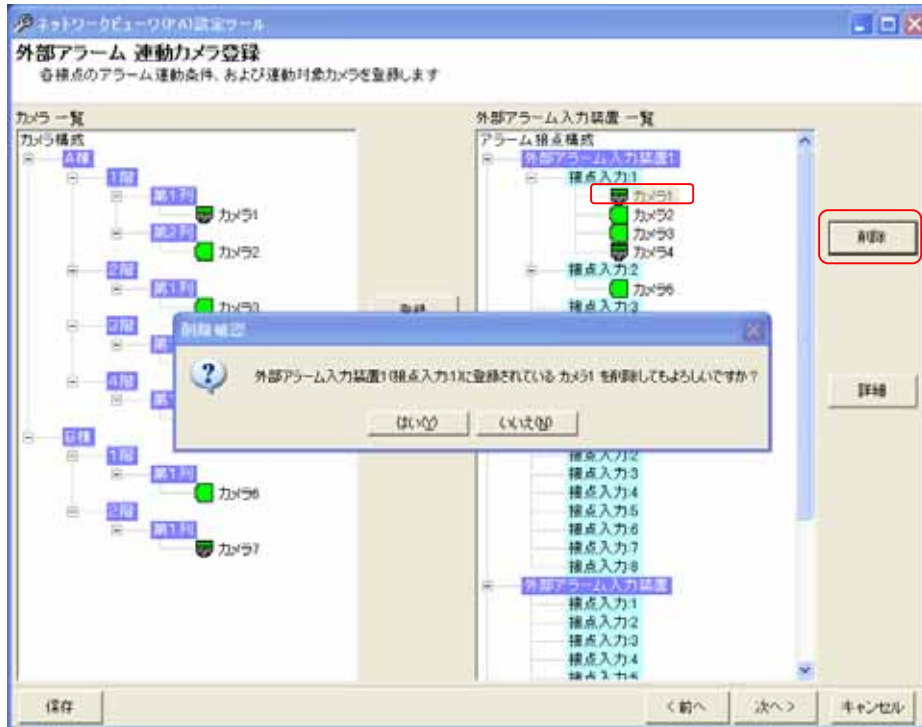 ネットワークビューワ(PA)設定ツール
外部アラーム 連動カメラ登録
各接点のアラーム連動条件、および連動対象カメラを登録します
カメラ 一覧
カメラ構成
A棟
1階
第1列
カメラ1
第2列
カメラ2
2階
第1列
カメラ3
3階
4階
B棟
1階
第1列
カメラ6
2階
第1列
カメラ7
登録
外部アラーム入力装置 一覧
アラーム接点構成
外部アラーム入力装置1
接点入力:1
カメラ1
カメラ2
カメラ3
カメラ4
接点入力:2
カメラ6
接点入力:3
削除
詳細
削除確認
外部アラーム入力装置1(接点入力:1)に登録されている カメラ1 を削除してもよろしいですか?
はい(Y)
いいえ(N)
接点入力:2
接点入力:3
接点入力:4
接点入力:5
接点入力:6
接点入力:7
接点入力:8
外部アラーム入力装置
接点入力:1
接点入力:2
接点入力:3
接点入力:4
接点入力:5
保存
<前へ
次へ>
キャンセル